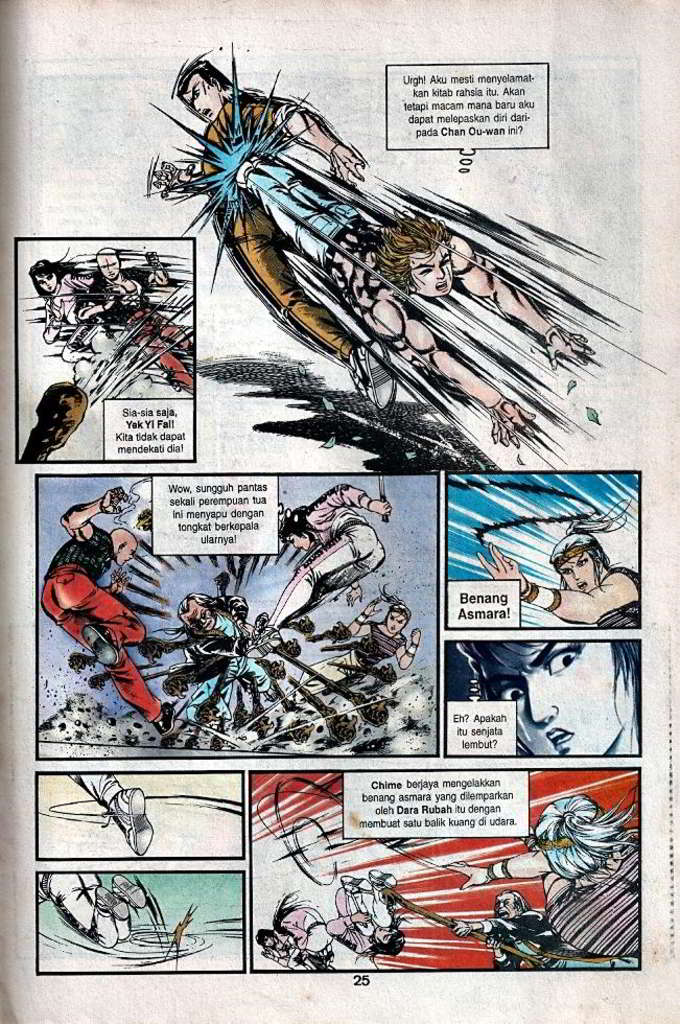 Urgh! Aku mesti menyelamat-
kan kitab rahsia itu. Akan
tetapi macam mana baru aku
dapat melepaskan diri dari-
pada Chan Ou-wan ini?
Sia-sia saja,
Yek Yi Fai!
Kita tidak dapat
mendekati dia!
Wow, sungguh pantas
sekali perempuan tua
ini menyapu dengan
tongkat berkepala
ularnya!
Benang
Asmara!
Eh? Apakah
itu senjata
lembut?
Chime berjaya mengelakkan
benang asmara yang dilemparkan
oleh Dara Rubah itu dengan
membuat satu balik kuang di udara.
25